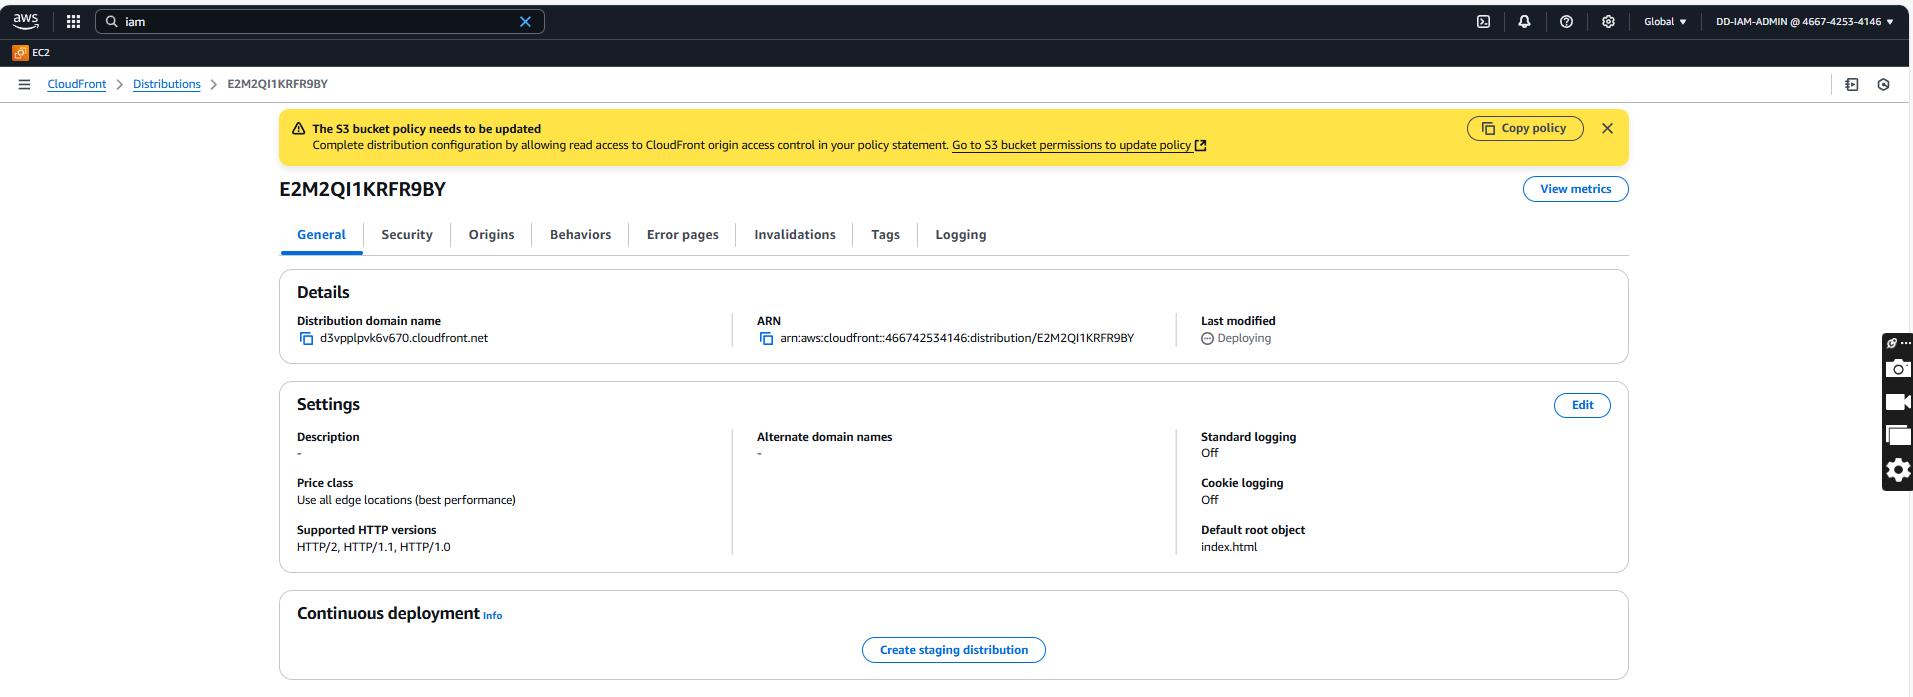 aws
iam
Global
DD-IAM-ADMIN @ 4667-4253-4146
EC2
CloudFront > Distributions > E2M2QI1KRFR9BY
The S3 bucket policy needs to be updated
Complete distribution configuration by allowing read access to CloudFront origin access control in your policy statement. Go to S3 bucket permissions to update policy
Copy policy
E2M2QI1KRFR9BY
View metrics
General Security Origins Behaviors Error pages Invalidations Tags Logging
Details
Distribution domain name
d3vpplpvk6v670.cloudfront.net
ARN
arn:aws:cloudfront::466742534146:distribution/E2M2QI1KRFR9BY
Last modified
Deploying
Settings
Edit
Description
-
Price class
Use all edge locations (best performance)
Supported HTTP versions
HTTP/2, HTTP/1.1, HTTP/1.0
Alternate domain names
-
Standard logging
Off
Cookie logging
Off
Default root object
index.html
Continuous deployment Info
Create staging distribution